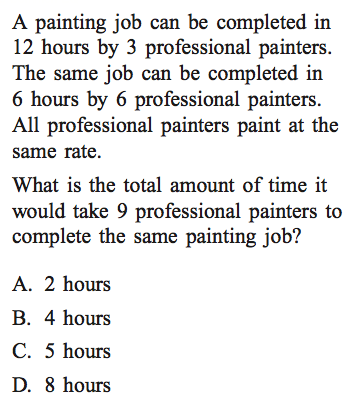 A painting job can be completed in
12 hours by 3 professional painters.
The same job can be completed in
6 hours by 6 professional painters.
All professional painters paint at the
same rate.
What is the total amount of time it
would take 9 professional painters to
complete the same painting job?
A. 2 hours
B. 4 hours
C. 5 hours
D. 8 hours